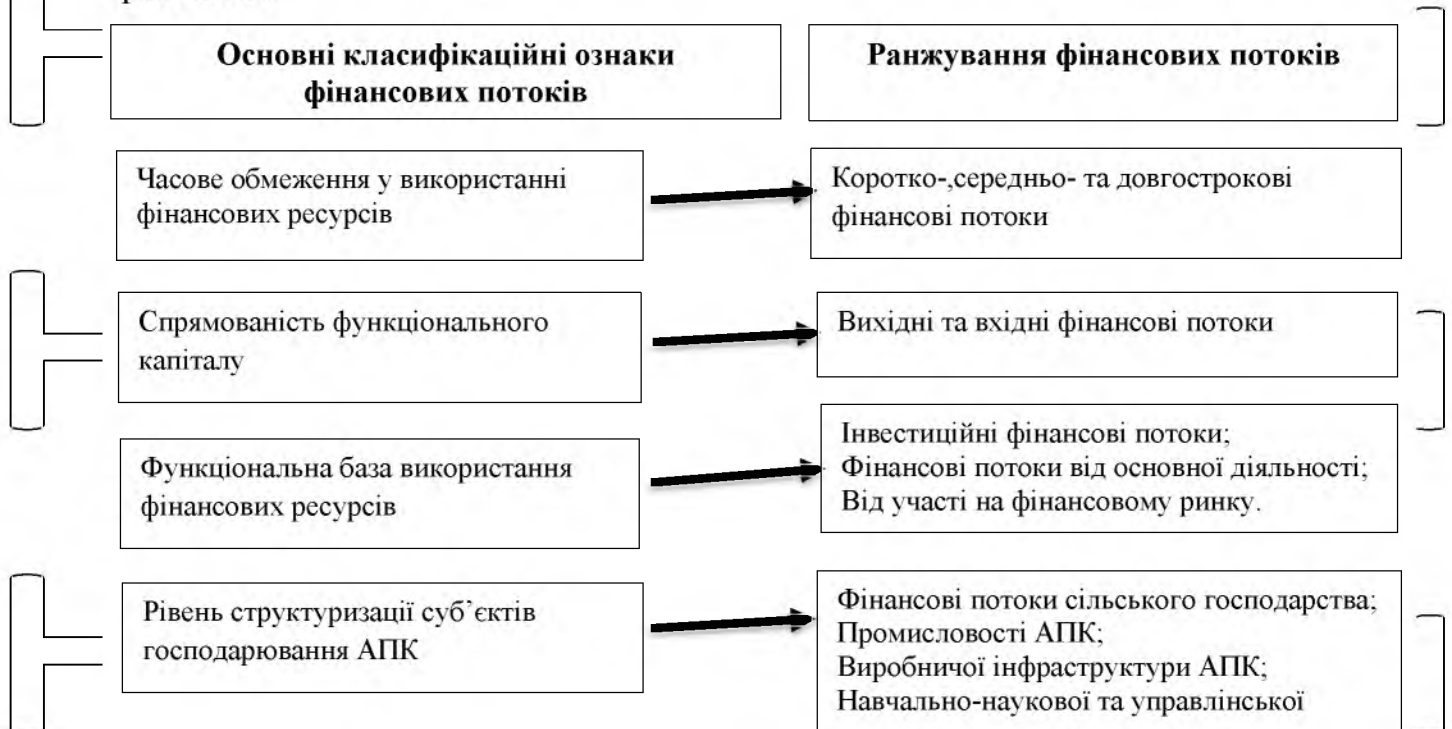 Основні класифікаційні ознаки
фінансових потоків
Ранжування фінансових потоків
Часове обмеження у використанні
фінансових ресурсів
Коротко-,середньо- та довгострокові
фінансові потоки
Спрямованість функціонального
капіталу
Вихідні та вхідні фінансові потоки
Функціональна база використання
фінансових ресурсів
Інвестиційні фінансові потоки;
Фінансові потоки від основної діяльності;
Від участі на фінансовому ринку.
Рівень структуризації суб’єктів
господарювання АПК
Фінансові потоки сільського господарства;
Промисловості АПК;
Виробничої інфраструктури АПК;
Навчально-наукової та управлінської